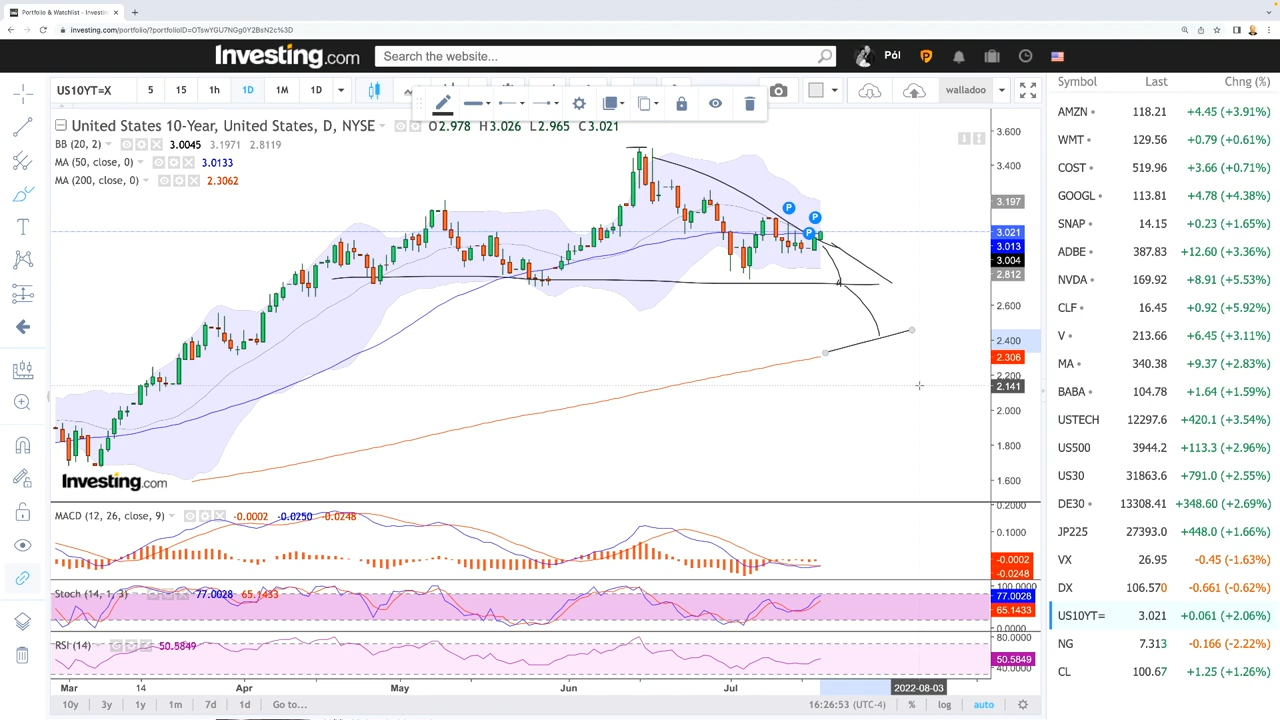 Portfolio & Watchlist - Investin
investing.com/portfolio/?portfolioID=OTswYGU7NGg0Y2BsN2c%3D
Investing.com
Search the website...
Pól
US10YT=X
5
15
1h
1D
1M
1D
walladoo
United States 10-Year, United States, D, NYSE
O2.978 H3.026 L2.965 C3.021
BB (20, 2) 3.0045 3.1971 2.8119
MA (50, close, 0) 3.0133
MA (200, close, 0) 2.3062
3.600
3.400
3.197
3.021
3.013
3.004
2.812
2.600
2.400
2.306
2.200
2.141
2.000
1.800
1.600
P
P
P
Investing.com
MACD (12, 26, close, 9) -0.0002 -0.0250 -0.0248
0.2000
0.1000
-0.0002
-0.0248
Stoch (14, 1, 3) 77.0028 65.1433
100.0000
77.0028
65.1433
0.0000
RSI (14) 50.5849
80.0000
50.5849
40.0000
Mar 14 Apr May Jun Jul 2022-08-03
10y 3y 1y 1m 7d 1d Go to... 16:26:53 (UTC-4) % log auto
Symbol Last Chng (%)
AMZN 118.21 +4.45 (+3.91%)
WMT 129.56 +0.79 (+0.61%)
COST 519.96 +3.66 (+0.71%)
GOOGL 113.81 +4.78 (+4.38%)
SNAP 14.15 +0.23 (+1.65%)
ADBE 387.83 +12.60 (+3.36%)
NVDA 169.92 +8.91 (+5.53%)
CLF 16.45 +0.92 (+5.92%)
V 213.66 +6.45 (+3.11%)
MA 340.38 +9.37 (+2.83%)
BABA 104.78 +1.64 (+1.59%)
USTECH 12297.6 +420.1 (+3.54%)
US500 3944.2 +113.3 (+2.96%)
US30 31863.6 +791.0 (+2.55%)
DE30 13308.41 +348.60 (+2.69%)
JP225 27393.0 +448.0 (+1.66%)
VX 26.95 -0.45 (-1.63%)
DX 106.570 -0.661 (-0.62%)
US10YT= 3.021 +0.061 (+2.06%)
NG 7.313 -0.166 (-2.22%)
CL 100.67 +1.25 (+1.26%)